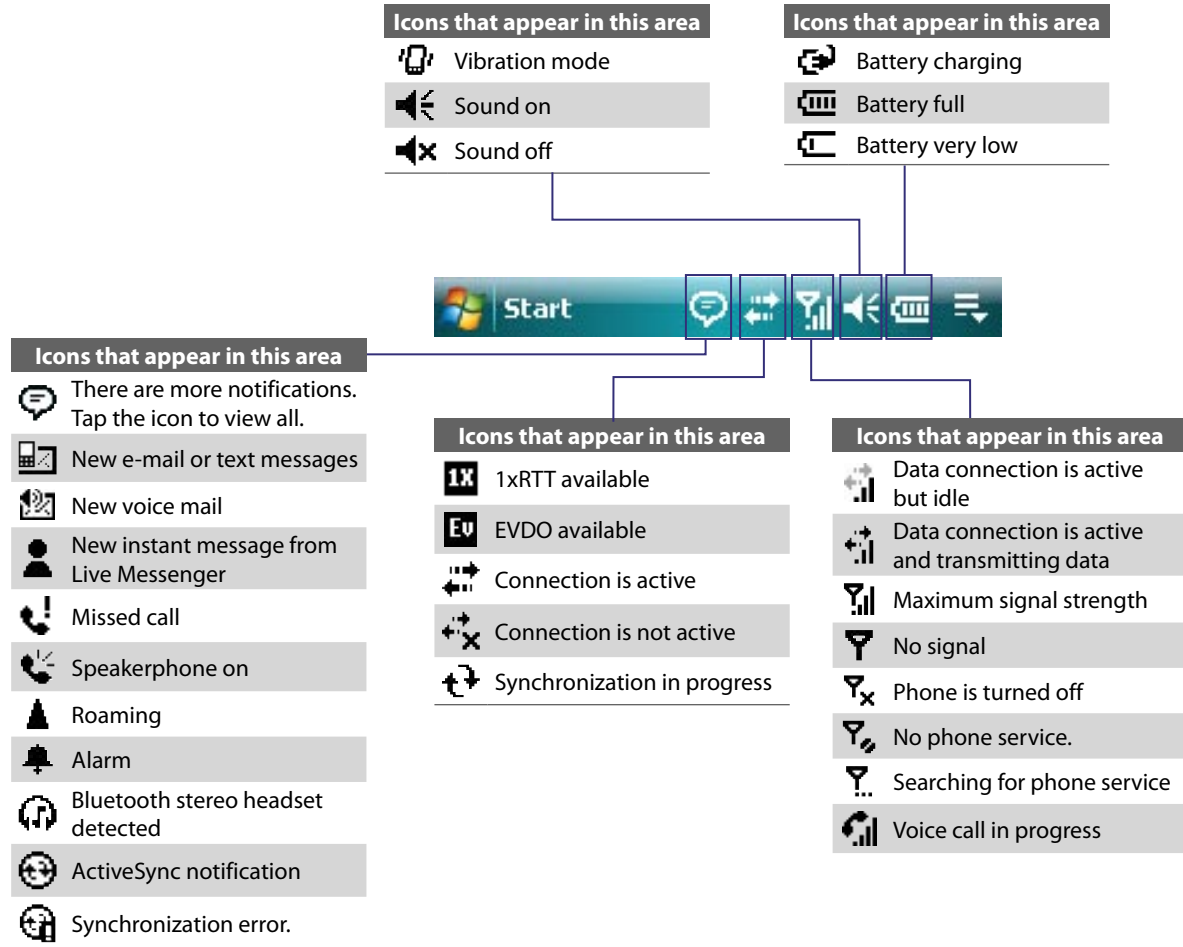 Icons that appear in this area
Vibration mode
Sound on
Sound off
Icons that appear in this area
Battery charging
Battery full
Battery very low
Start
Icons that appear in this area
There are more notifications.
Tap the icon to view all.
New e-mail or text messages
New voice mail
New instant message from
Live Messenger
Missed call
Speakerphone on
Roaming
Alarm
Bluetooth stereo headset
detected
ActiveSync notification
Synchronization error.
Icons that appear in this area
1X 1xRTT available
Ev EVDO available
Connection is active
Connection is not active
Synchronization in progress
Icons that appear in this area
Data connection is active
but idle
Data connection is active
and transmitting data
Maximum signal strength
No signal
Phone is turned off
No phone service.
Searching for phone service
Voice call in progress